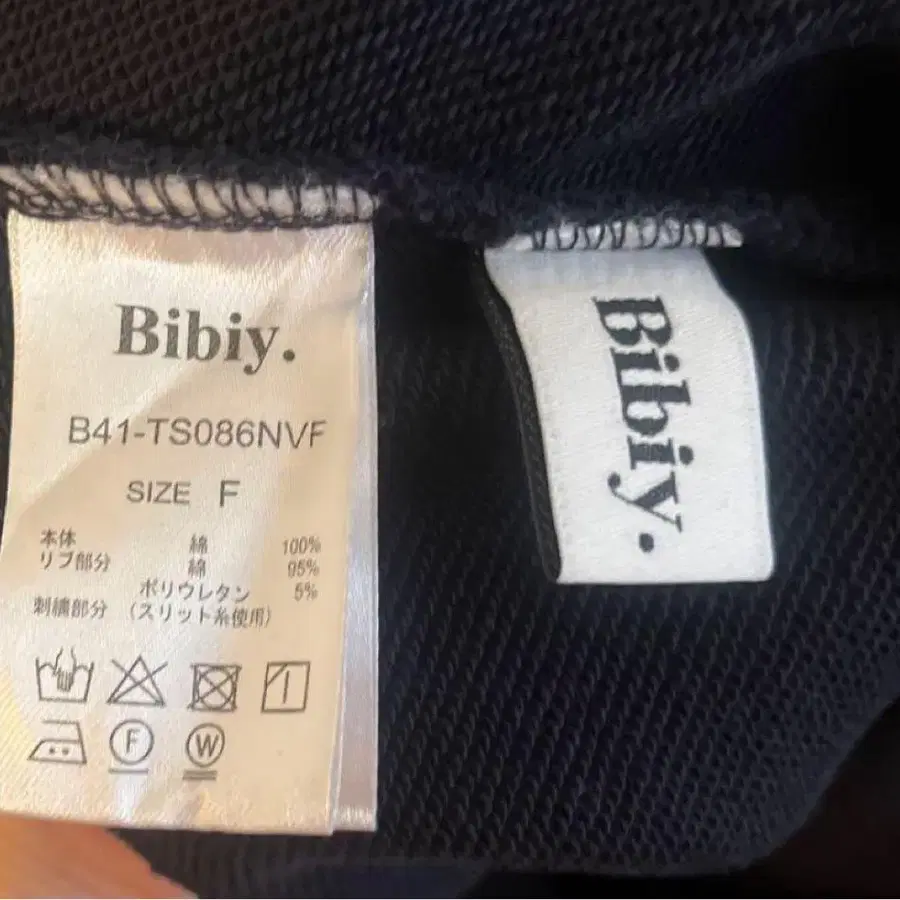 Bibiy.
B41-TS086NVF
SIZE F
本体 綿 100%
リブ部分 綿 95%
ポリウレタン 5%
刺繍部分 (スリット糸使用)
F W
Bibiy.